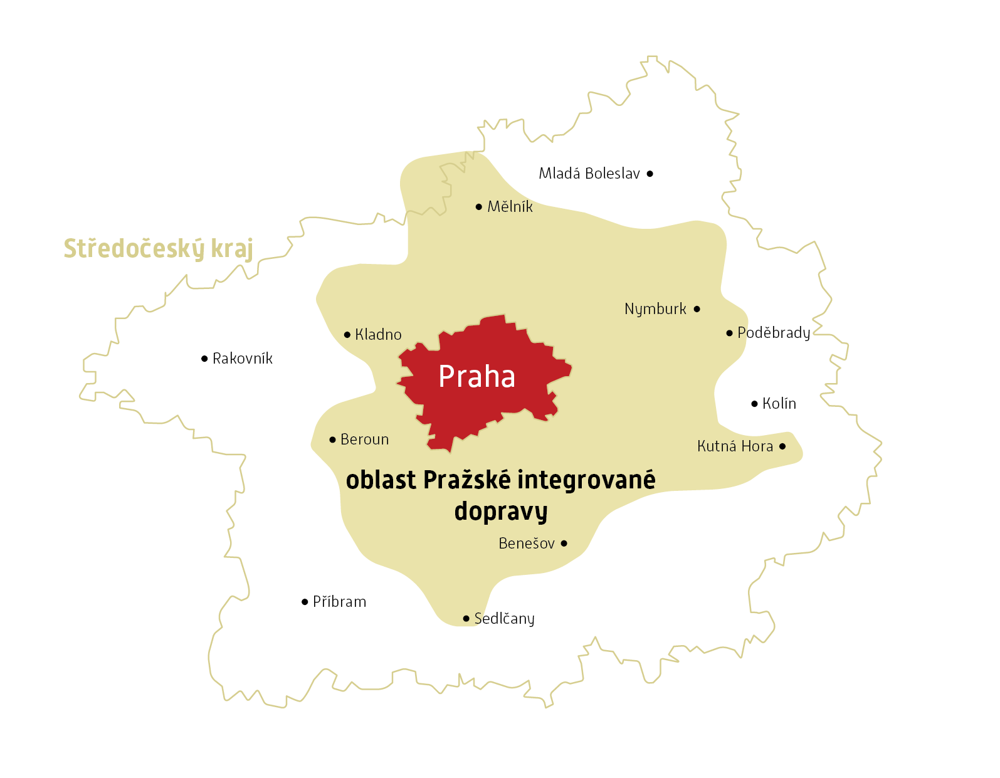 Mladá Boleslav
Mělník
Středočeský kraj
Nymburk
Poděbrady
Kladno
Rakovník
Praha
Kolín
Beroun
Kutná Hora
oblast Pražské integrované
dopravy
Benešov
Příbram
Sedlčany